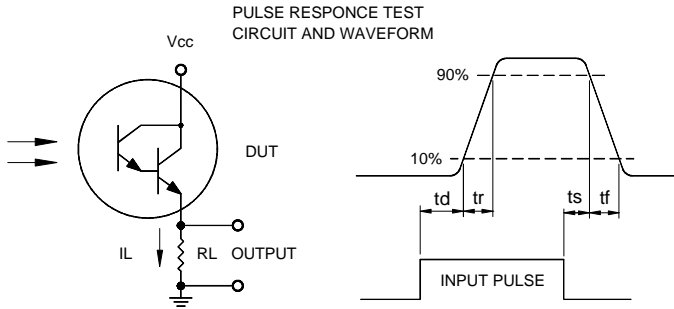 PULSE RESPONCE TEST
CIRCUIT AND WAVEFORM
Vcc
90%
DUT
10%
td tr ts tf
IL RL OUTPUT
INPUT PULSE